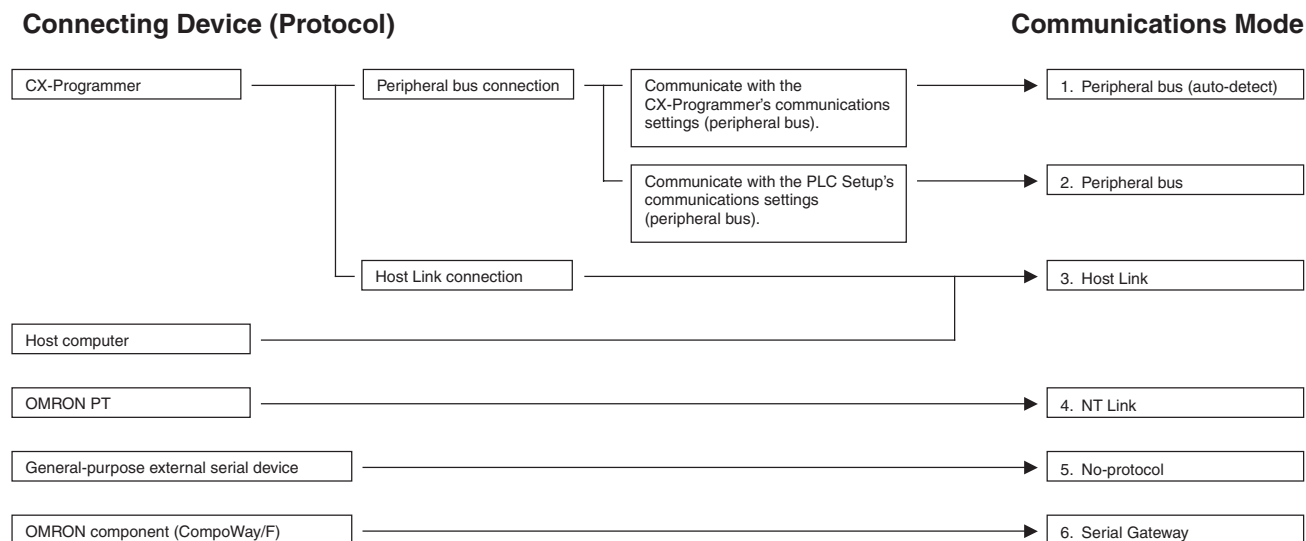 Connecting Device (Protocol)
Communications Mode
CX-Programmer
Peripheral bus connection
Communicate with the
CX-Programmer's communications
settings (peripheral bus).
1. Peripheral bus (auto-detect)
Communicate with the PLC Setup's
communications settings
(peripheral bus).
2. Peripheral bus
Host Link connection
3. Host Link
Host computer
OMRON PT
4. NT Link
General-purpose external serial device
5. No-protocol
OMRON component (CompoWay/F)
6. Serial Gateway